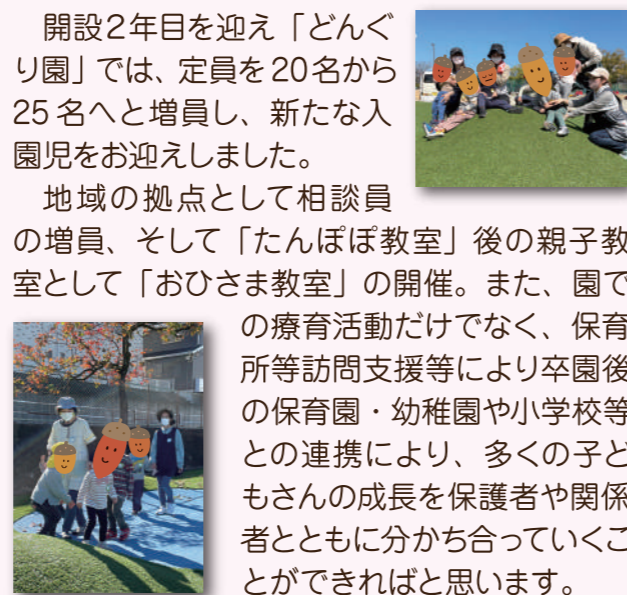 開設2年目を迎え「どんぐ
り園」では、定員を20名から
25名へと増員し、新たな入
園児をお迎えしました。
地域の拠点として相談員
の増員、そして「たんぽぽ教室」後の親子教
室として「おひさま教室」の開催。また、園で
の療育活動だけでなく、保育
所等訪問支援等により卒園後
の保育園・幼稚園や小学校等
との連携により、多くの子ど
もさんの成長を保護者や関係
者とともに分かち合っていくこ
とができればと思います。